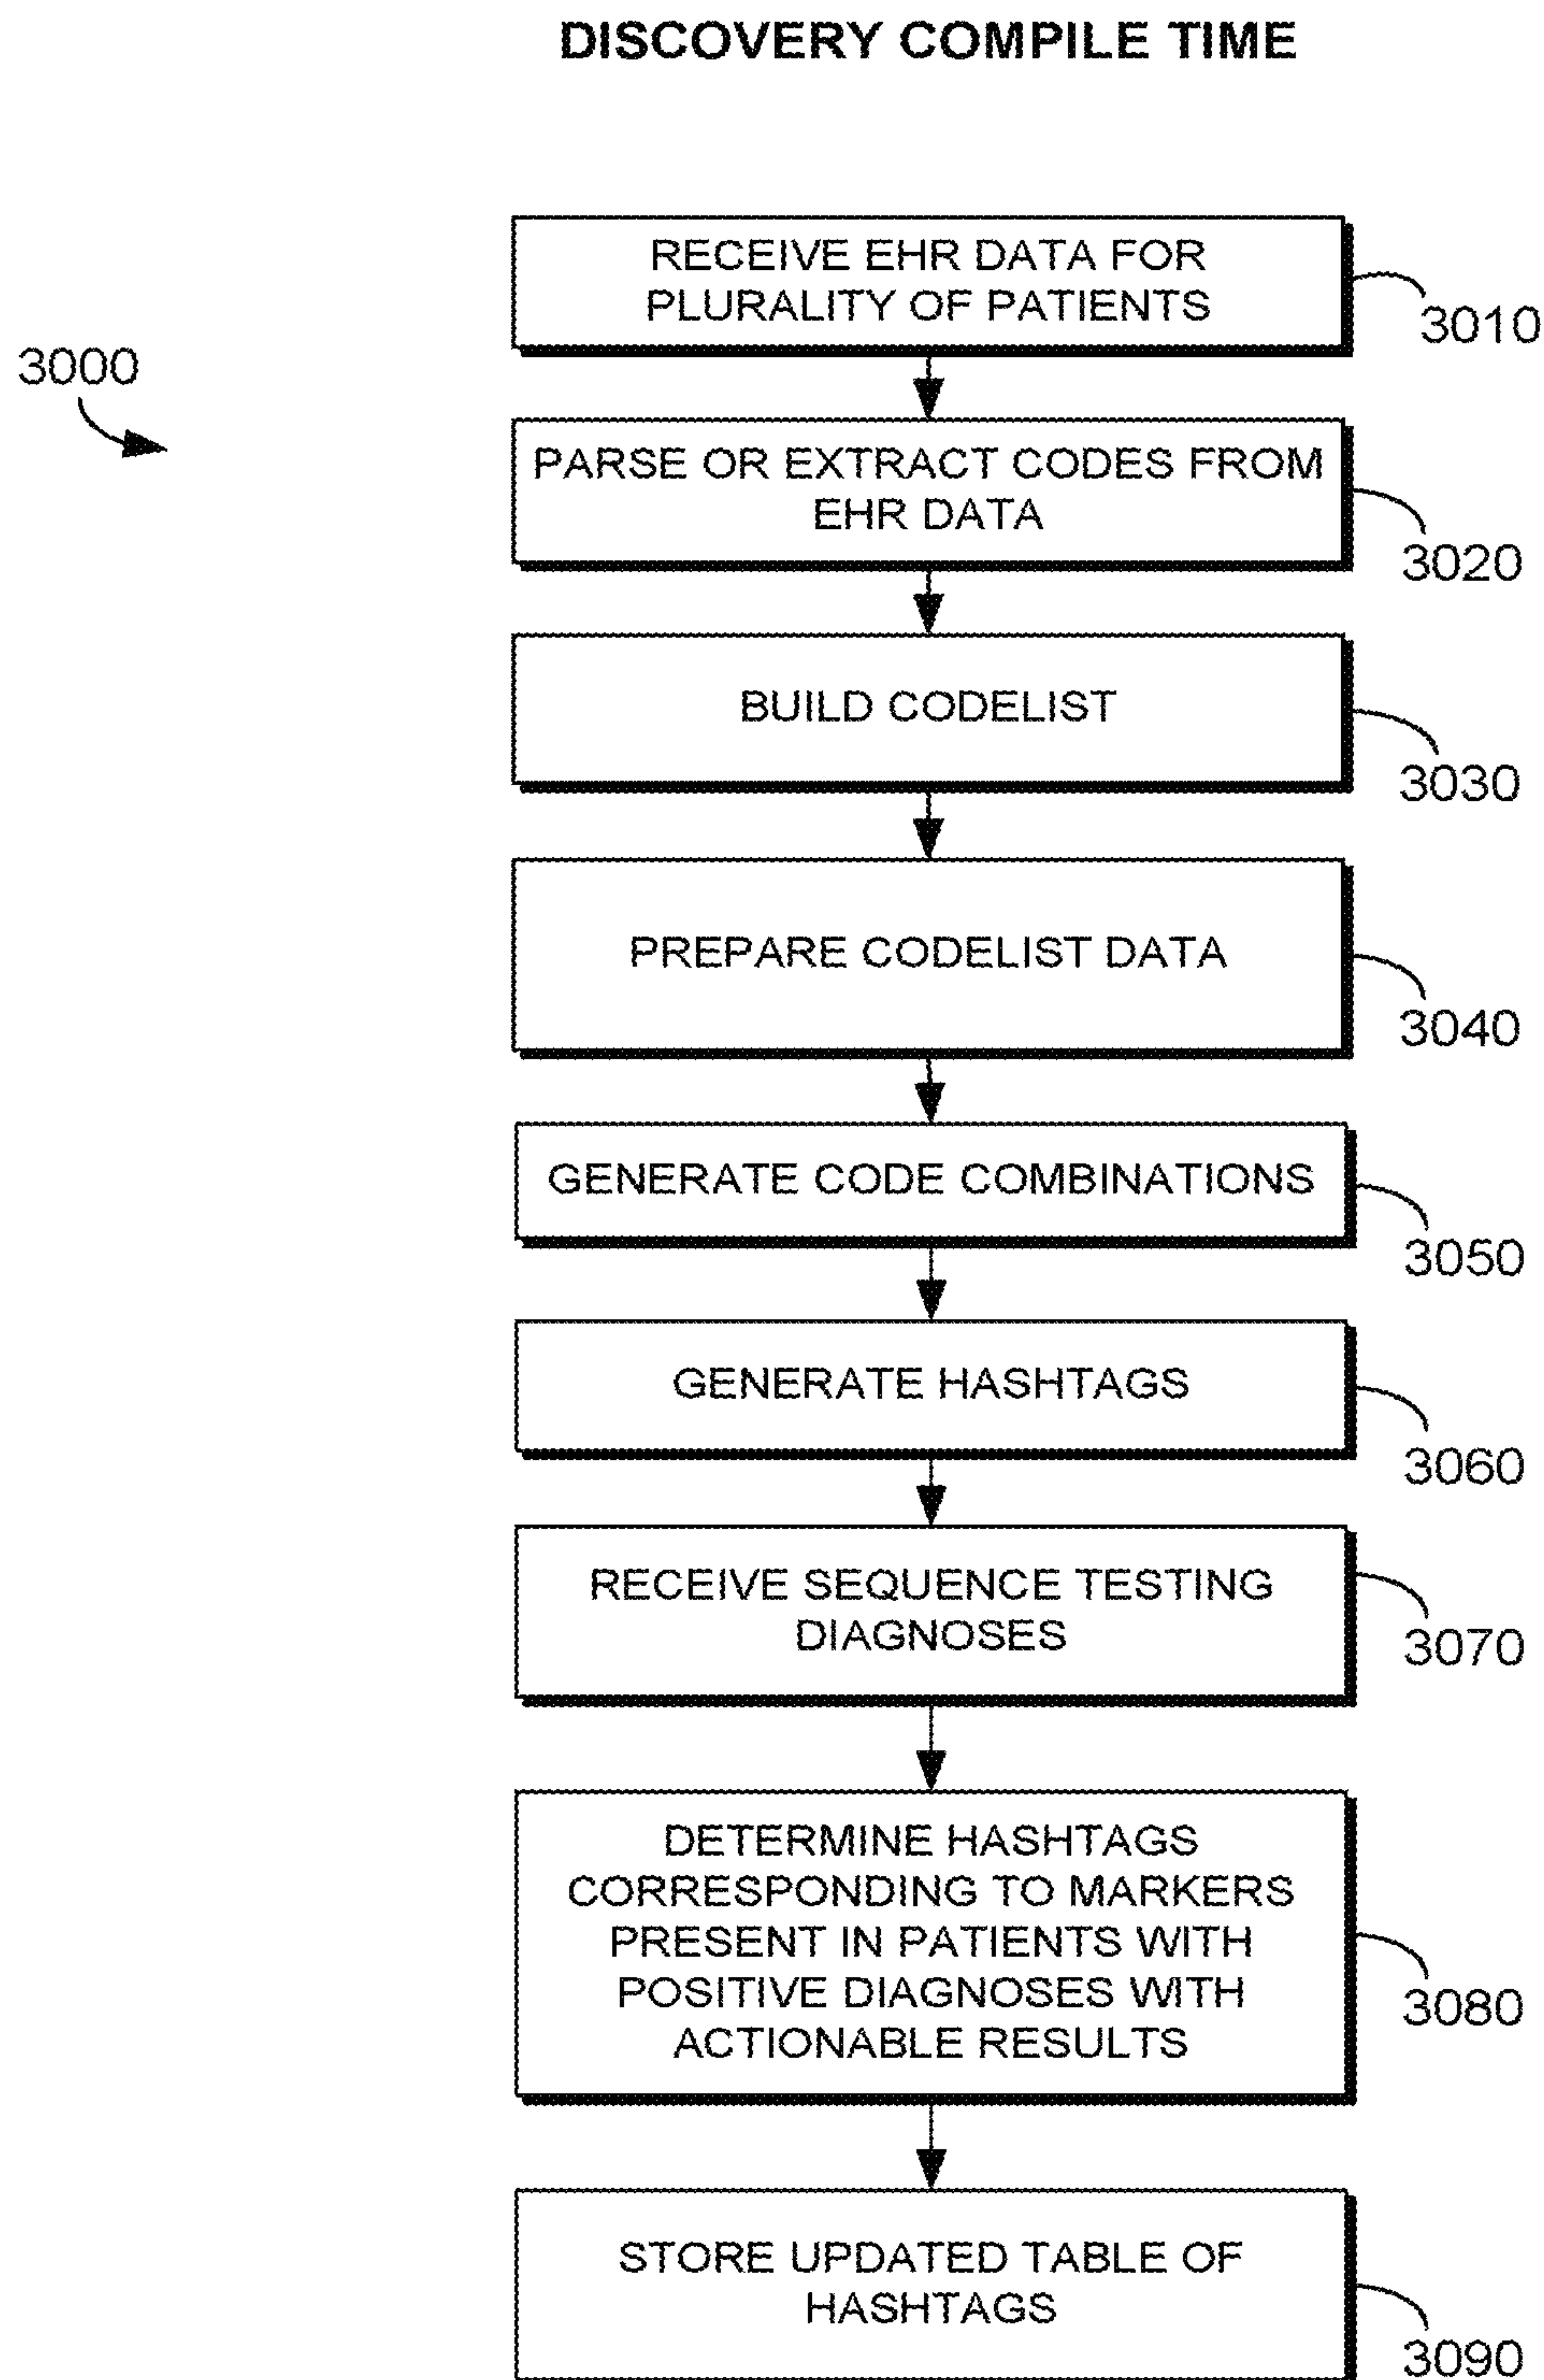 DISCOVERY COMPILE TIME
RECEIVE EHR DATA FOR
PLURALITY OF PATIENTS
3010
3000
PARSE OR EXTRACT CODES FROM
EHR DATA
3020
BUILD CODELIST
3030
PREPARE CODELIST DATA
3040
GENERATE CODE COMBINATIONS
3050
GENERATE HASHTAGS
3060
RECEIVE SEQUENCE TESTING
DIAGNOSES
3070
DETERMINE HASHTAGS
CORRESPONDING TO MARKERS
PRESENT IN PATIENTS WITH
POSITIVE DIAGNOSES WITH
ACTIONABLE RESULTS
3080
STORE UPDATED TABLE OF
HASHTAGS
3090